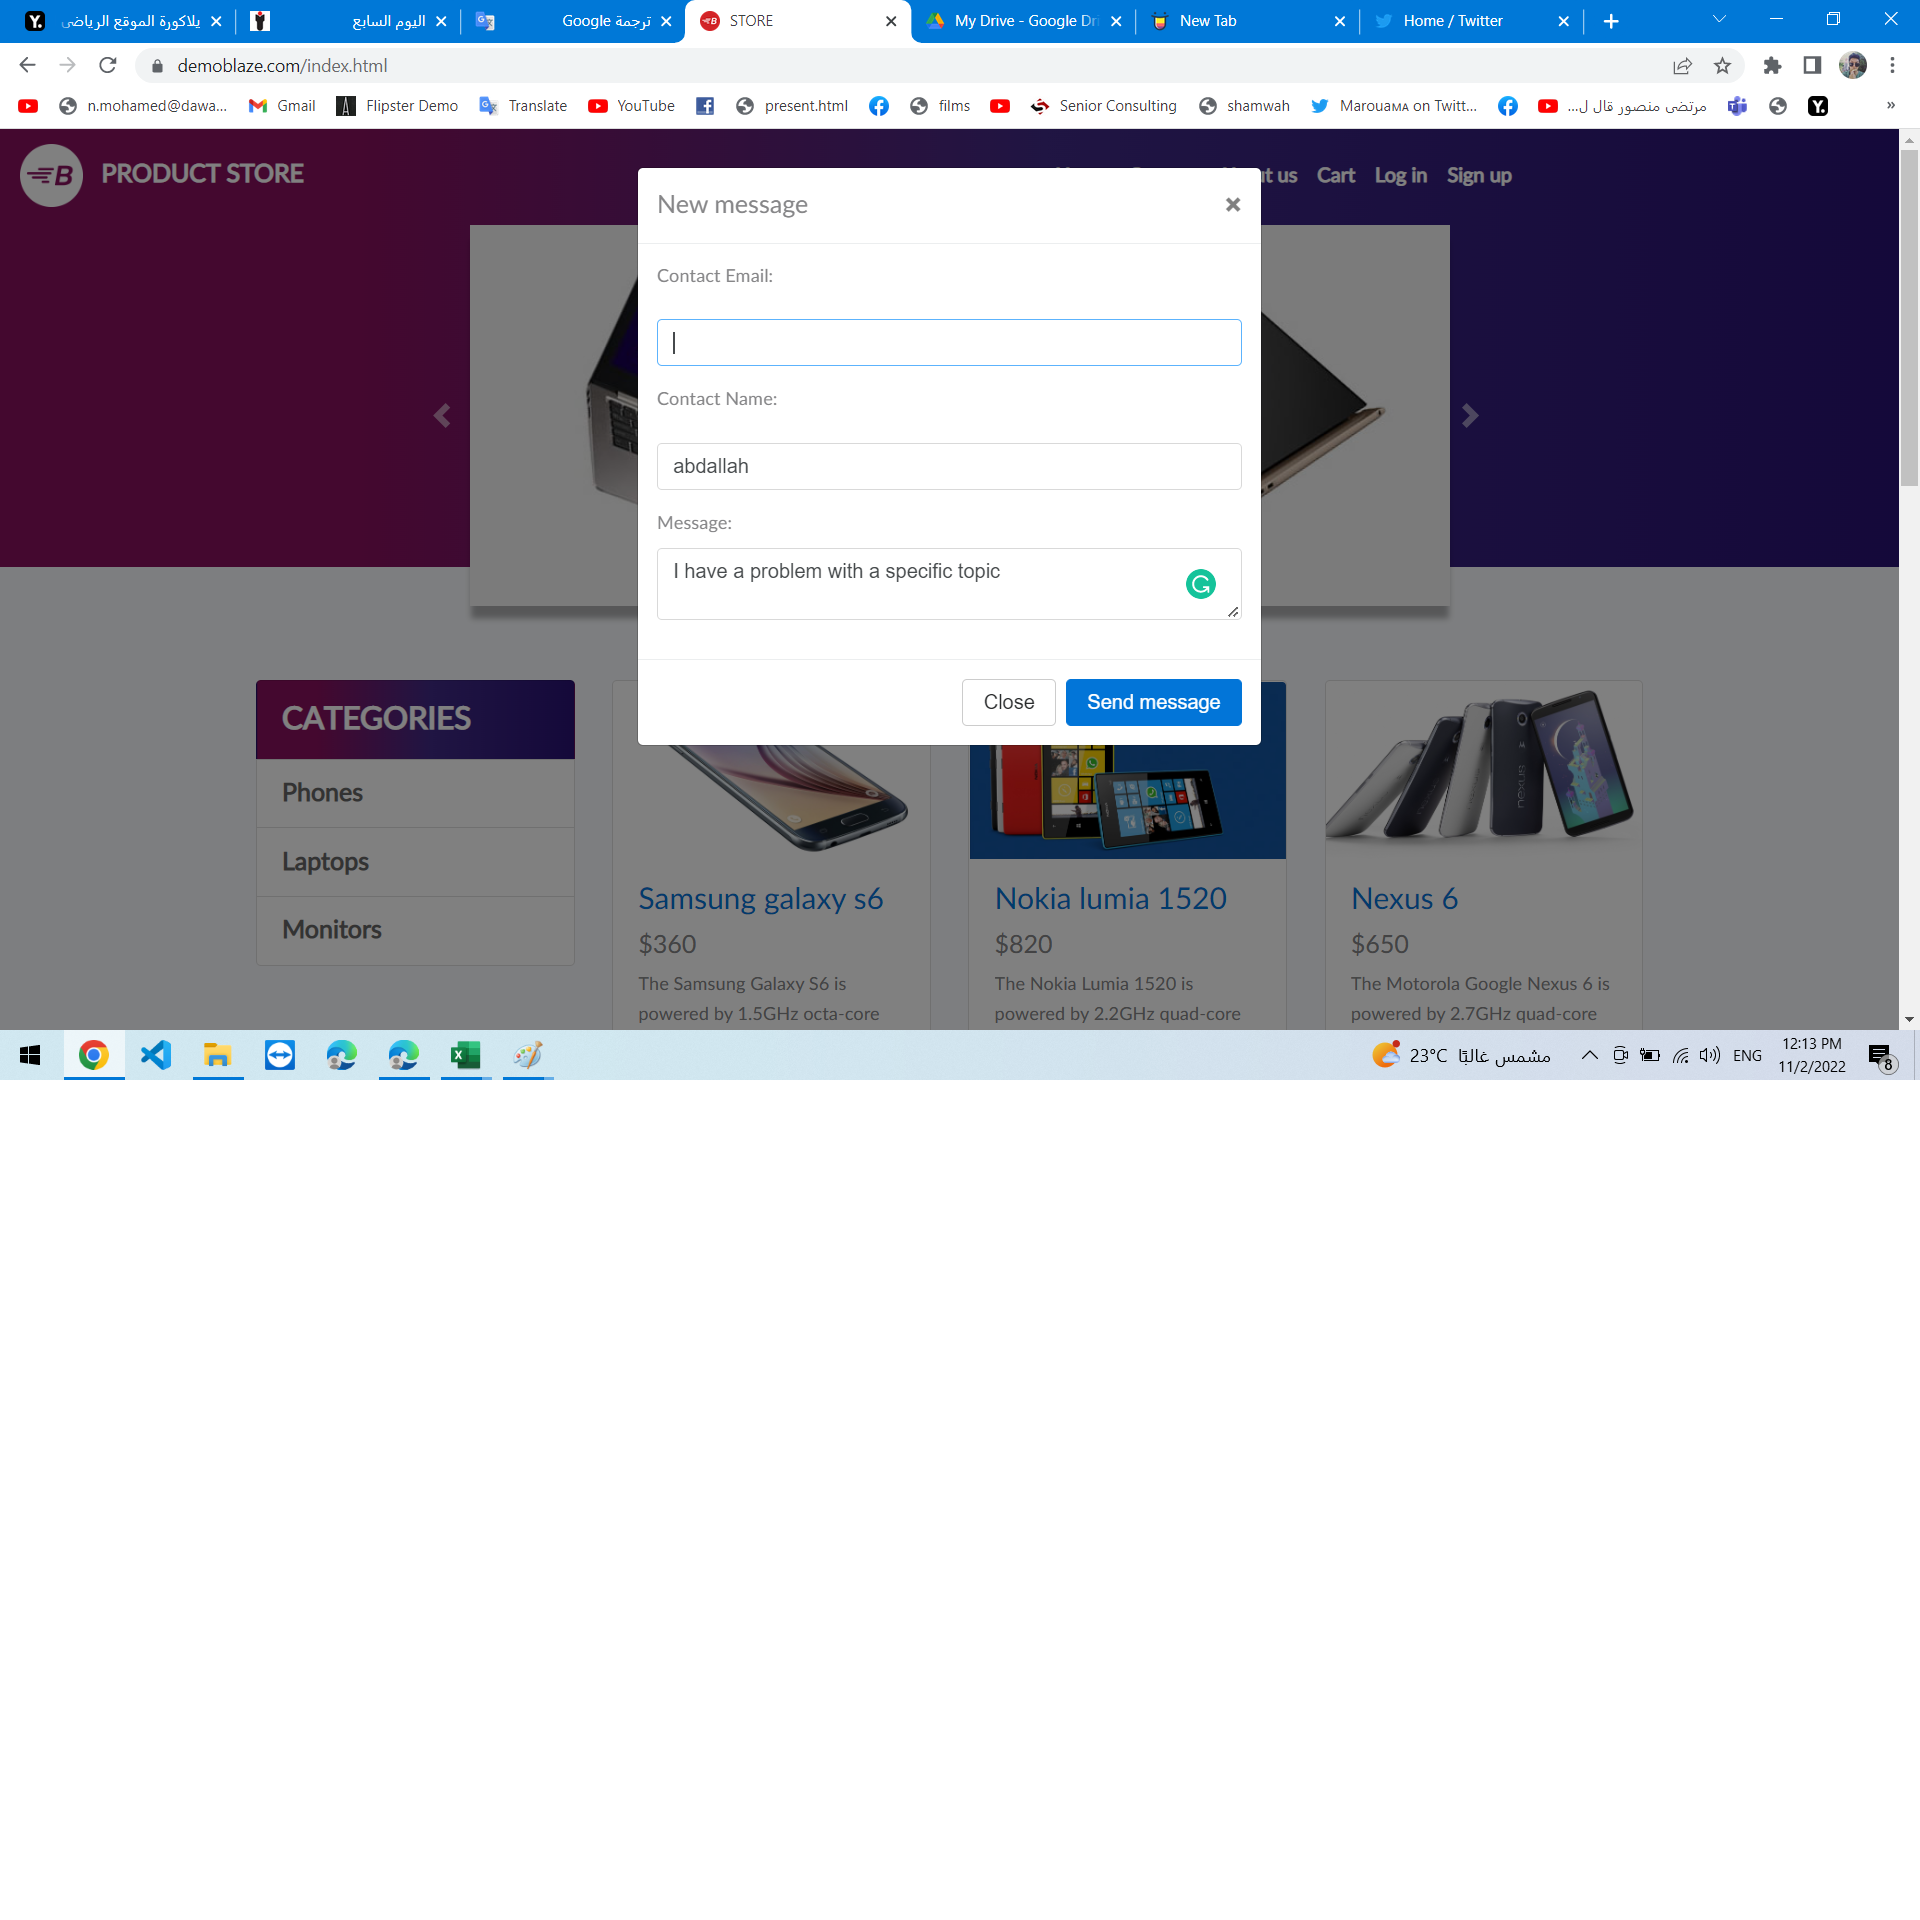 يلاكورة الموقع الرياضى
اليوم السابع
ترجمة Google
STORE
My Drive - Google Dri
New Tab
Home / Twitter
demoblaze.com/index.html
n.mohamed@dawa...
Gmail
Flipster Demo
Translate
YouTube
present.html
films
Senior Consulting
shamwah
Marouaᴍᴀ on Twitt...
مرتضى منصور قال ل...
PRODUCT STORE
t us
Cart
Log in
Sign up
New message
Contact Email:
Contact Name:
abdallah
Message:
I have a problem with a specific topic
Close
Send message
CATEGORIES
Phones
Laptops
Monitors
Samsung galaxy s6
$360
The Samsung Galaxy S6 is
powered by 1.5GHz octa-core
Nokia lumia 1520
$820
The Nokia Lumia 1520 is
powered by 2.2GHz quad-core
Nexus 6
$650
The Motorola Google Nexus 6 is
powered by 2.7GHz quad-core
23°C مشمس غالبًا
ENG
12:13 PM
11/2/2022
8